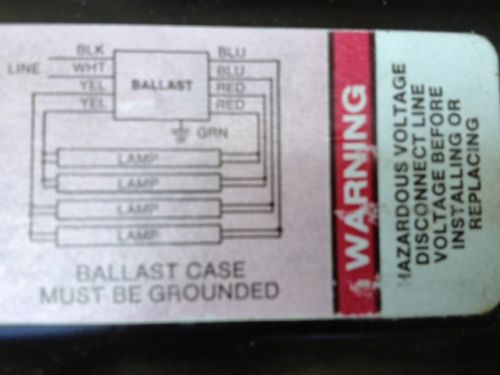 BLK
BLU
LINE
WHT
BLU
YEL
BALLAST
RED
YEL
RED
GRN
LAMP
LAMP
LAMP
LAMP
BALLAST CASE
MUST BE GROUNDED
WARNING
HAZARDOUS VOLTAGE
DISCONNECT LINE
VOLTAGE BEFORE
INSTALLING OR
REPLACING